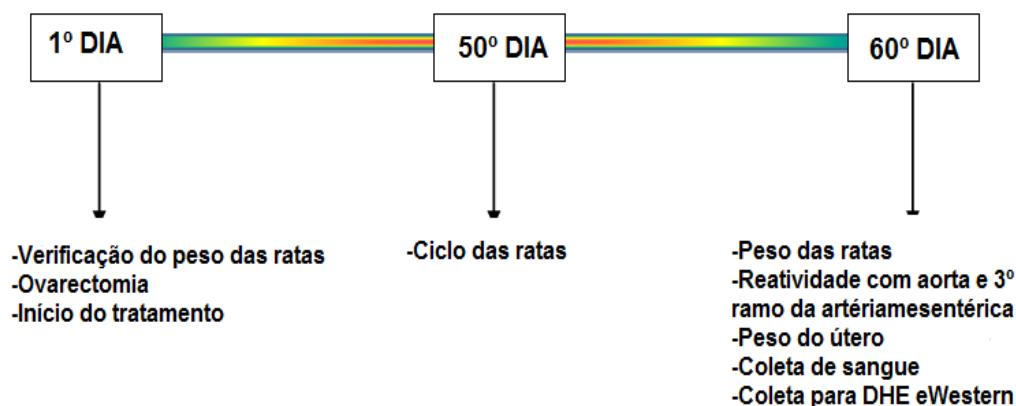 1º DIA
50º DIA
60º DIA
-Verificação do peso das ratas
-Ovarectomia
-Início do tratamento
-Ciclo das ratas
-Peso das ratas
-Reatividade com aorta e 3º
ramo da artériamesentérica
-Peso do útero
-Coleta de sangue
-Coleta para DHE eWestern